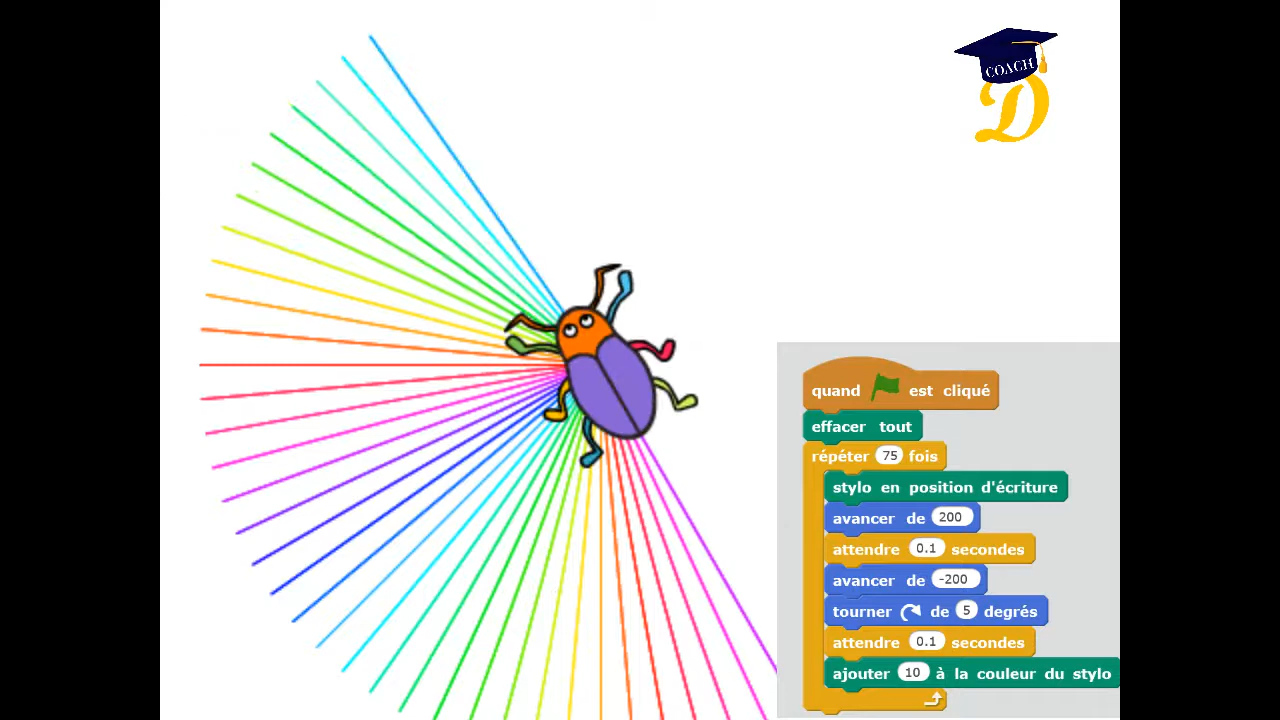 COACH
D
quand est cliqué
effacer tout
répéter 75 fois
stylo en position d'écriture
avancer de 200
attendre 0.1 secondes
avancer de -200
tourner de 5 degrés
attendre 0.1 secondes
ajouter 10 à la couleur du stylo